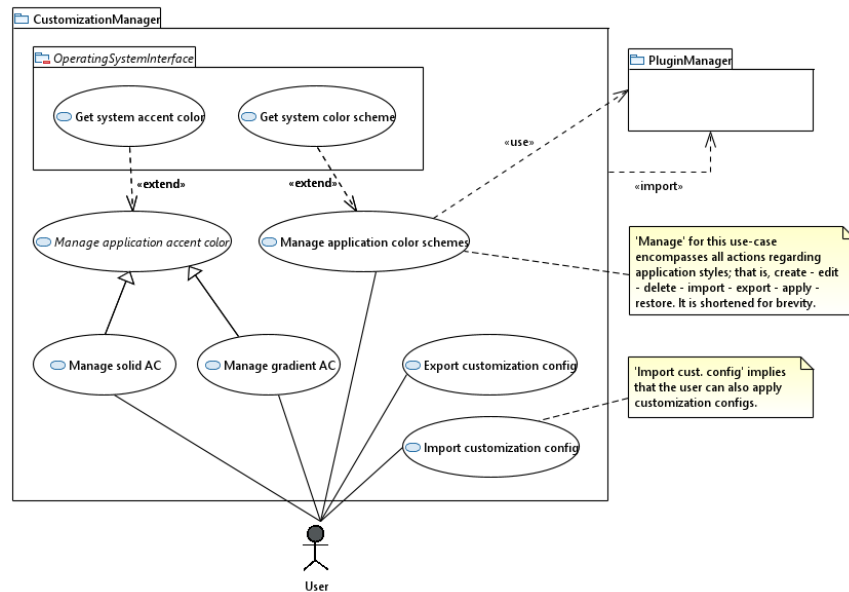 CustomizationManager
OperatingSystemInterface
PluginManager
Get system accent color
Get system color scheme
«use»
«extend»
«extend»
«import»
Manage application accent color
Manage application color schemes
'Manage' for this use-case
encompasses all actions regarding
application styles; that is, create - edit
- delete - import - export - apply -
restore. It is shortened for brevity.
Manage solid AC
Manage gradient AC
Export customization config
'Import cust. config' implies
that the user can also apply
customization configs.
Import customization config
User